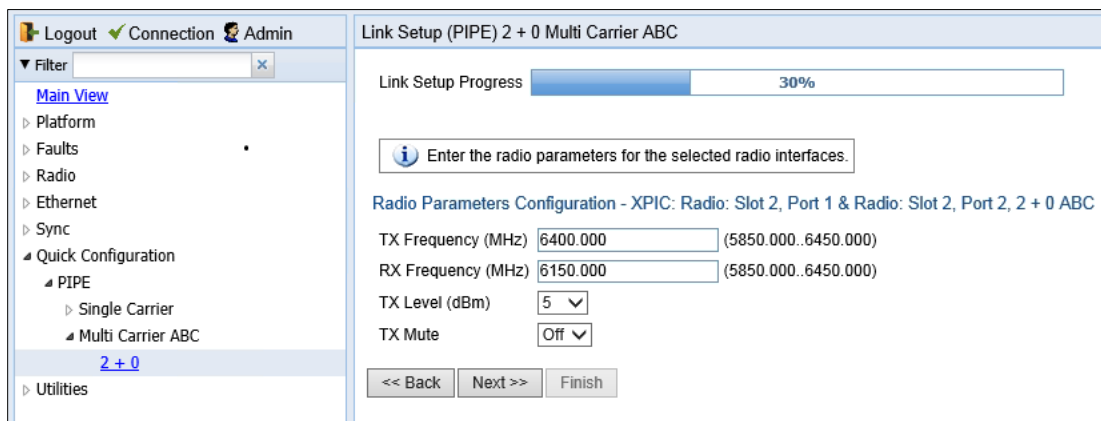 Logout Connection Admin
Filter
Main View
Platform
Faults
Radio
Ethernet
Sync
Quick Configuration
PIPE
Single Carrier
Multi Carrier ABC
2 + 0
Utilities
Link Setup (PIPE) 2 + 0 Multi Carrier ABC
Link Setup Progress 30%
Enter the radio parameters for the selected radio interfaces.
Radio Parameters Configuration - XPIC: Radio: Slot 2, Port 1 & Radio: Slot 2, Port 2, 2 + 0 ABC
TX Frequency (MHz) 6400.000 (5850.000..6450.000)
RX Frequency (MHz) 6150.000 (5850.000..6450.000)
TX Level (dBm) 5
TX Mute Off
<< Back Next >> Finish